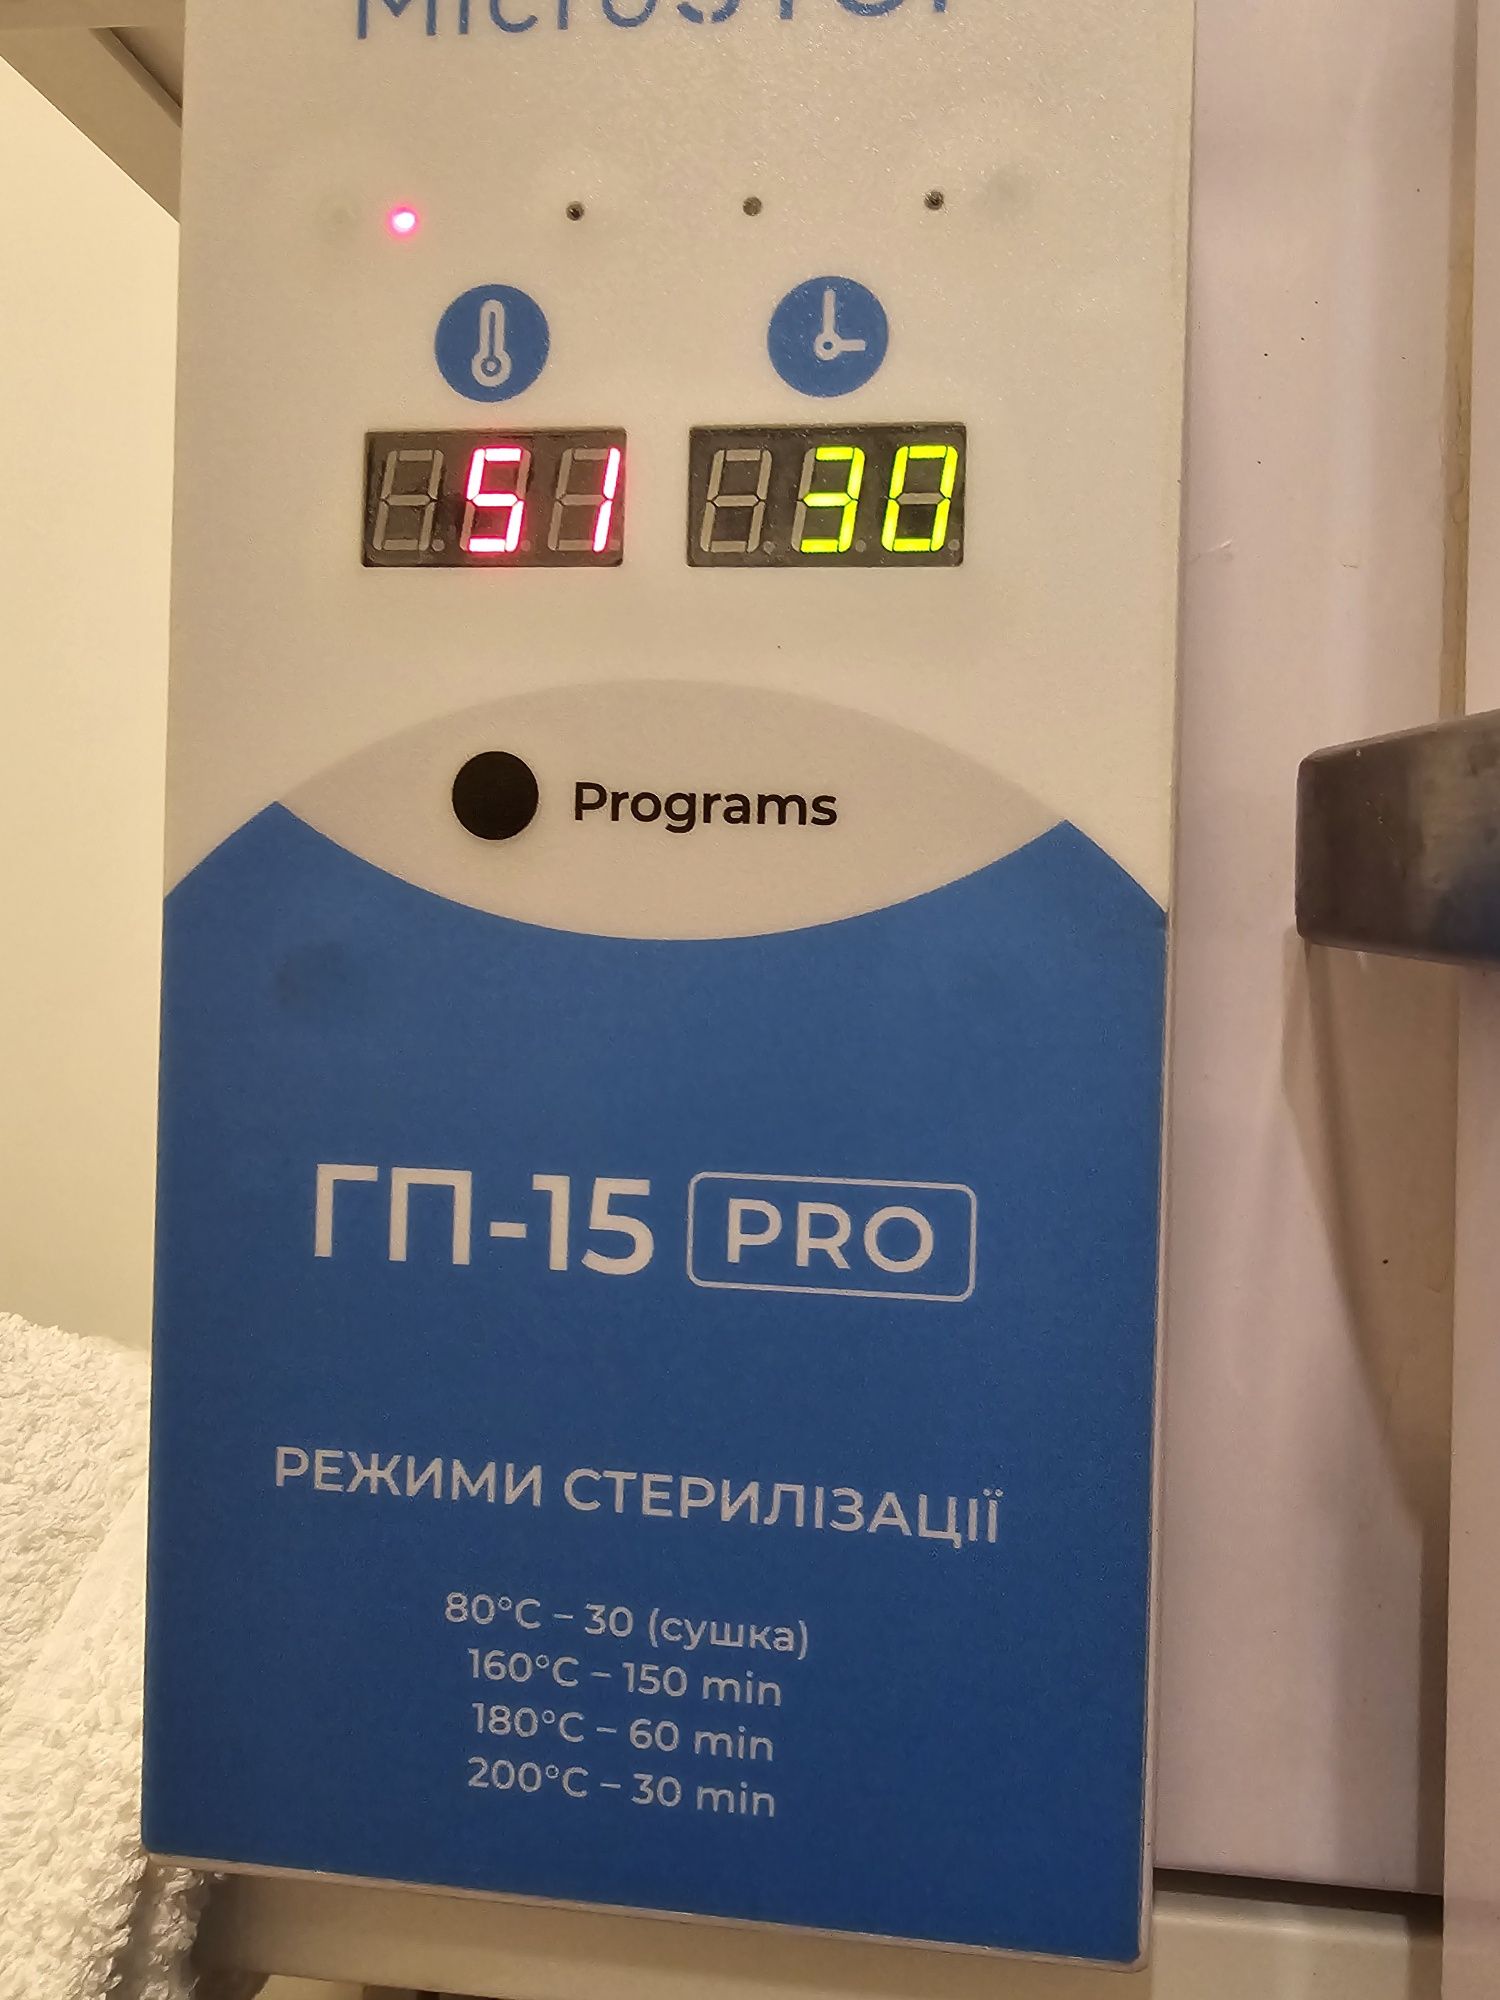 MicroSTOP
51 30
Programs
ГП-15 PRO
РЕЖИМИ СТЕРИЛІЗАЦІЇ
80°C – 30 (сушка)
160°C – 150 min
180°C – 60 min
200°C – 30 min